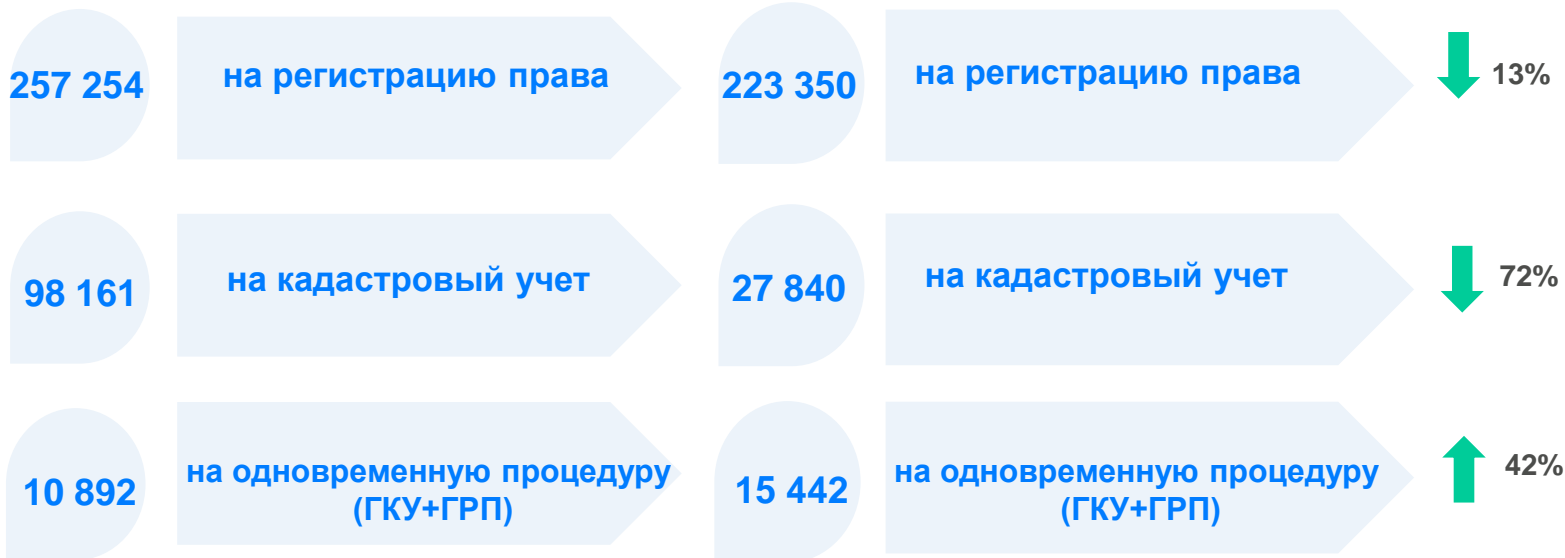 257 254
на регистрацию права
223 350
на регистрацию права
13%
98 161
на кадастровый учет
27 840
на кадастровый учет
72%
10 892
на одновременную процедуру
(ГКУ+ГРП)
15 442
на одновременную процедуру
(ГКУ+ГРП)
42%